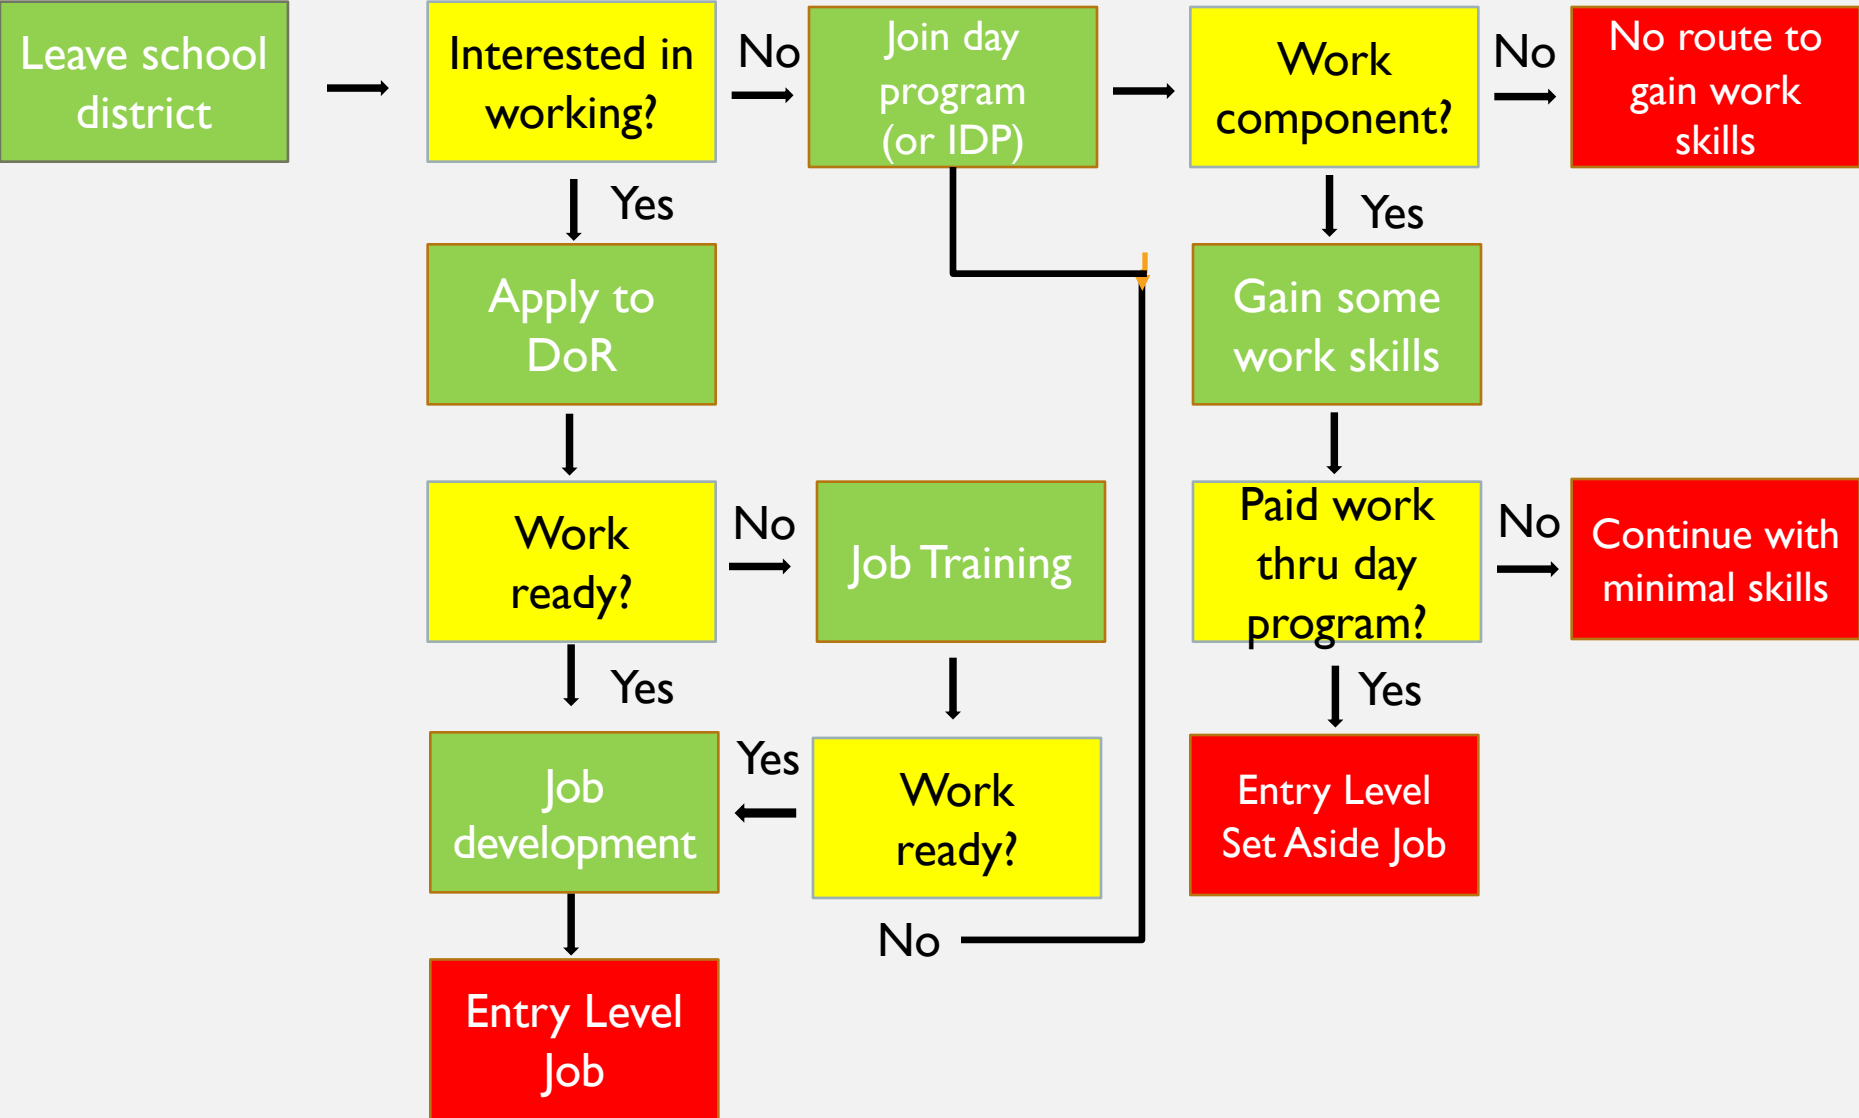 Leave school
district
Interested in
working?
No
Join day
program
(or IDP)
Work
component?
No
No route to
gain work
skills
Yes
Yes
Apply to
DoR
Gain some
work skills
Work
ready?
No
Job Training
Paid work
thru day
program?
No
Continue with
minimal skills
Yes
Yes
Job
development
Yes
Work
ready?
Entry Level
Set Aside Job
No
Entry Level
Job